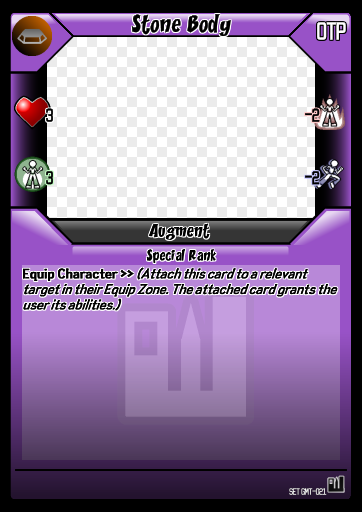 Stone Body
OTP
3
-2
3
-2
Augment
Special Rank
Equip Character >> (Attach this card to a relevant
target in their Equip Zone. The attached card grants the
user its abilities.)
SET GMT-021